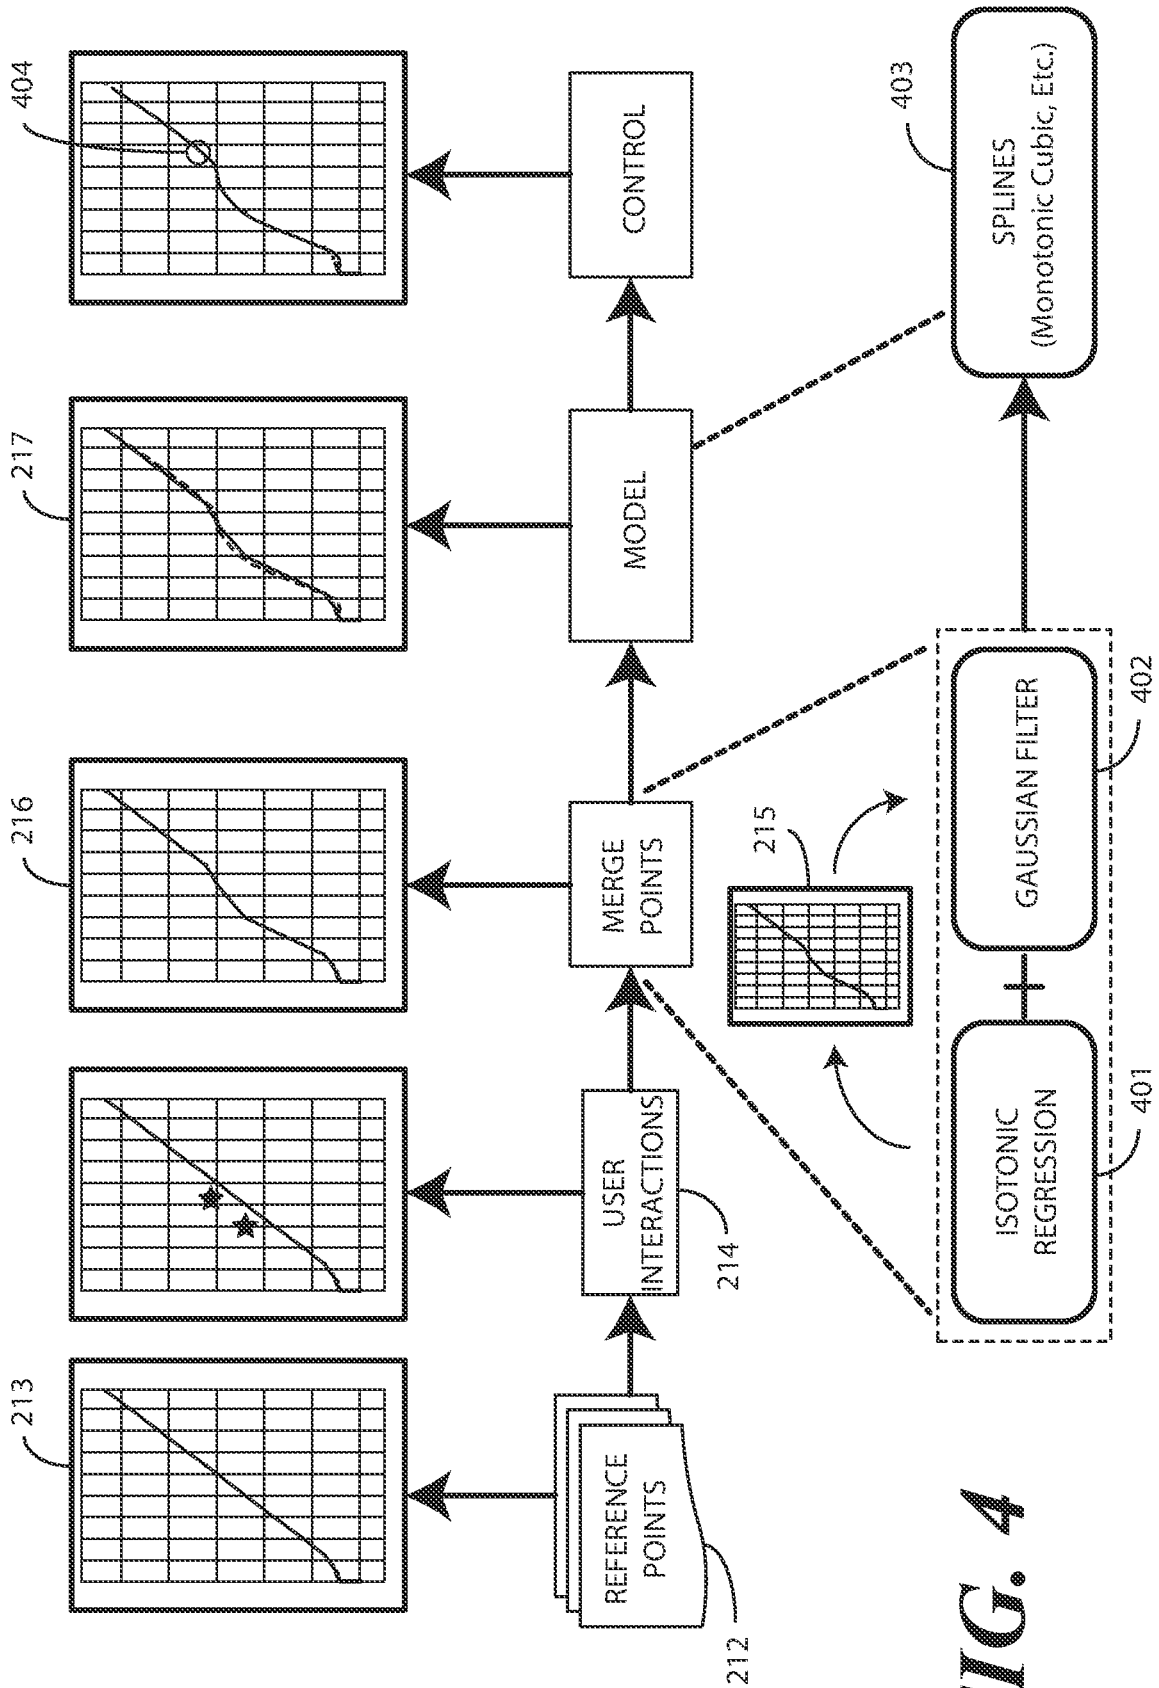 213
216
217
404
REFERENCE
POINTS
212
USER
INTERACTIONS
214
MERGE
POINTS
MODEL
CONTROL
215
ISOTONIC
REGRESSION
401
GAUSSIAN FILTER
402
SPLINES
(Monotonic Cubic, Etc.)
403
IG. 4